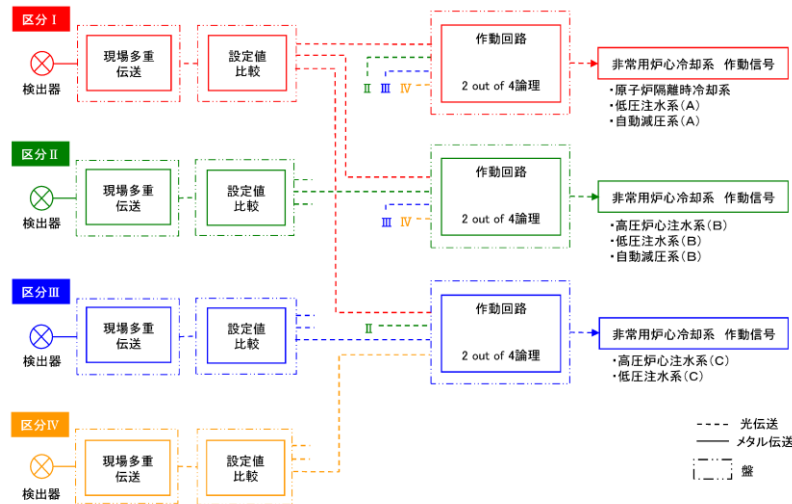 区分Ⅰ
検出器
現場多重
伝送
設定値
比較
Ⅱ Ⅲ Ⅳ
作動回路
2 out of 4論理
非常用炉心冷却系 作動信号
・原子炉隔離時冷却系
・低圧注水系(A)
・自動減圧系(A)
区分Ⅱ
検出器
現場多重
伝送
設定値
比較
Ⅲ Ⅳ
作動回路
2 out of 4論理
非常用炉心冷却系 作動信号
・高圧炉心注水系(B)
・低圧注水系(B)
・自動減圧系(B)
区分Ⅲ
検出器
現場多重
伝送
設定値
比較
Ⅱ
作動回路
2 out of 4論理
非常用炉心冷却系 作動信号
・高圧炉心注水系(C)
・低圧注水系(C)
区分Ⅳ
検出器
現場多重
伝送
設定値
比較
光伝送
メタル伝送
盤